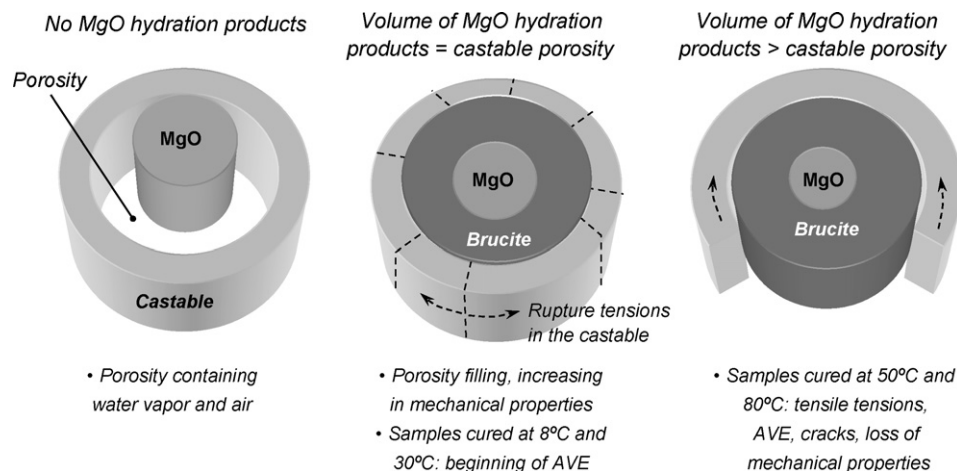 No MgO hydration products
Porosity
MgO
Castable
• Porosity containing
water vapor and air
Volume of MgO hydration
products = castable porosity
MgO
Brucite
Rupture tensions
in the castable
• Porosity filling, increasing
in mechanical properties
• Samples cured at 8ºC and
30ºC: beginning of AVE
Volume of MgO hydration
products > castable porosity
MgO
Brucite
• Samples cured at 50ºC and
80ºC: tensile tensions,
AVE, cracks, loss of
mechanical properties